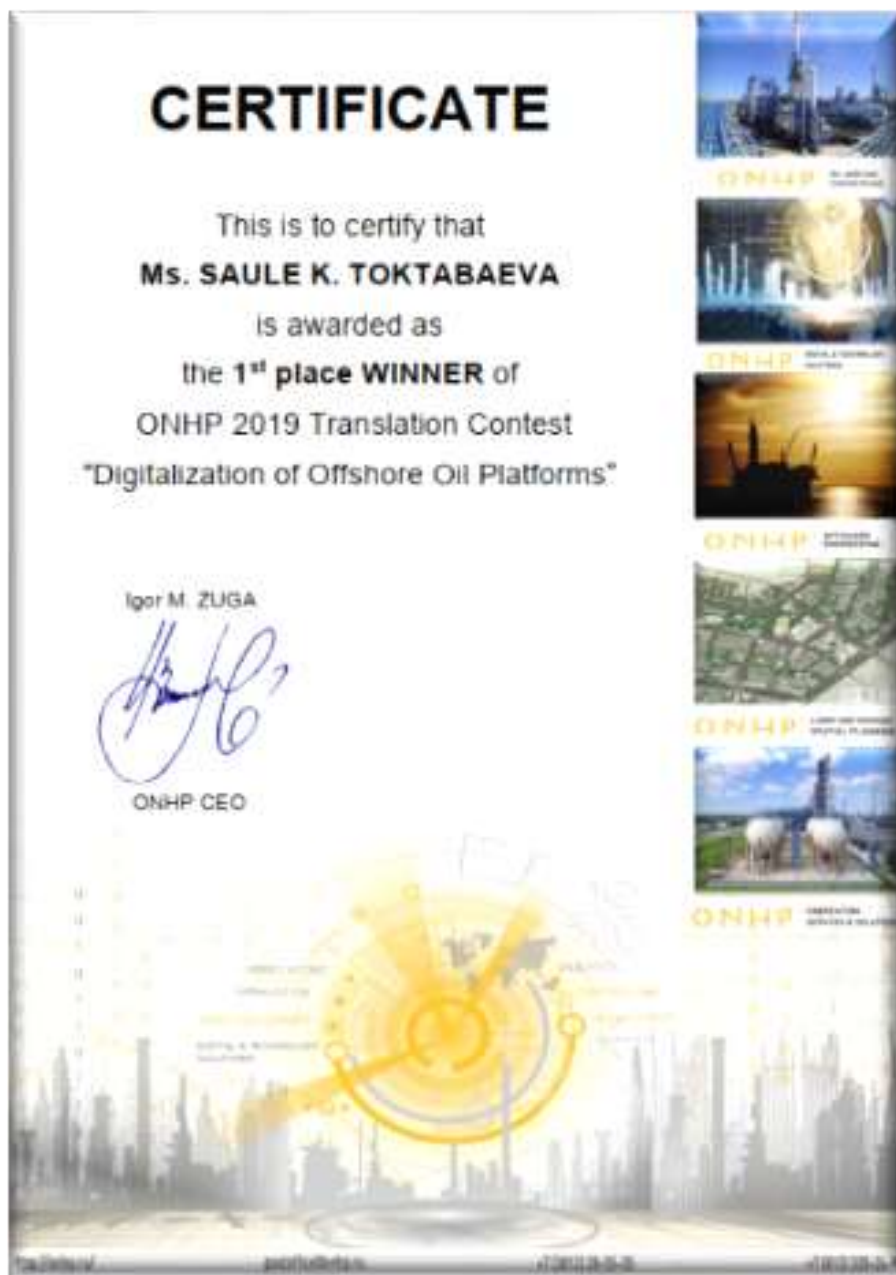 CERTIFICATE
This is to certify that
Ms. SAULE K. TOKTABAEVA
is awarded as
the 1st place WINNER of
ONHP 2019 Translation Contest
"Digitalization of Offshore Oil Platforms"
Igor M. ZUGA
ONHP CEO
ONHP
ONHP
ONHP
ONHP
ONHP